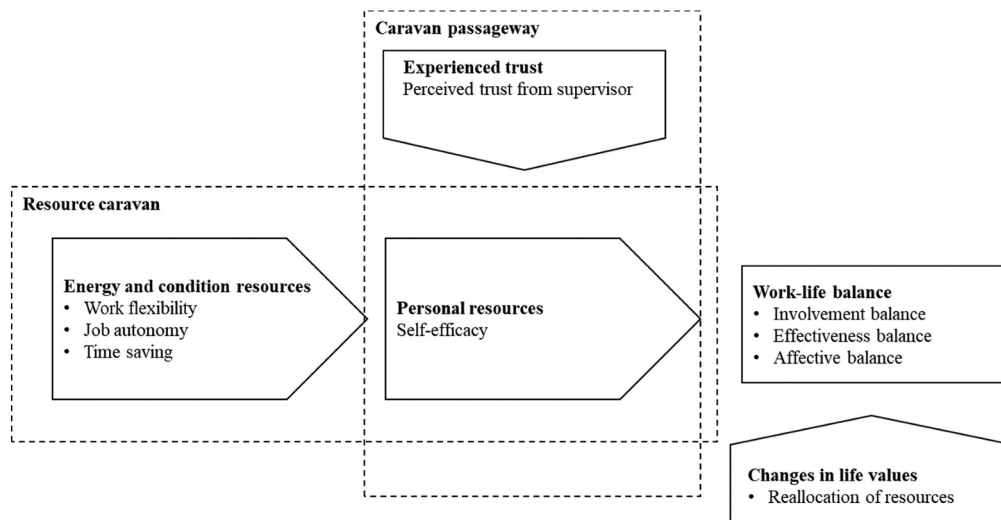 Caravan passageway
Experienced trust
Perceived trust from supervisor
Resource caravan
Energy and condition resources
• Work flexibility
• Job autonomy
• Time saving
Personal resources
Self-efficacy
Work-life balance
• Involvement balance
• Effectiveness balance
• Affective balance
Changes in life values
• Reallocation of resources